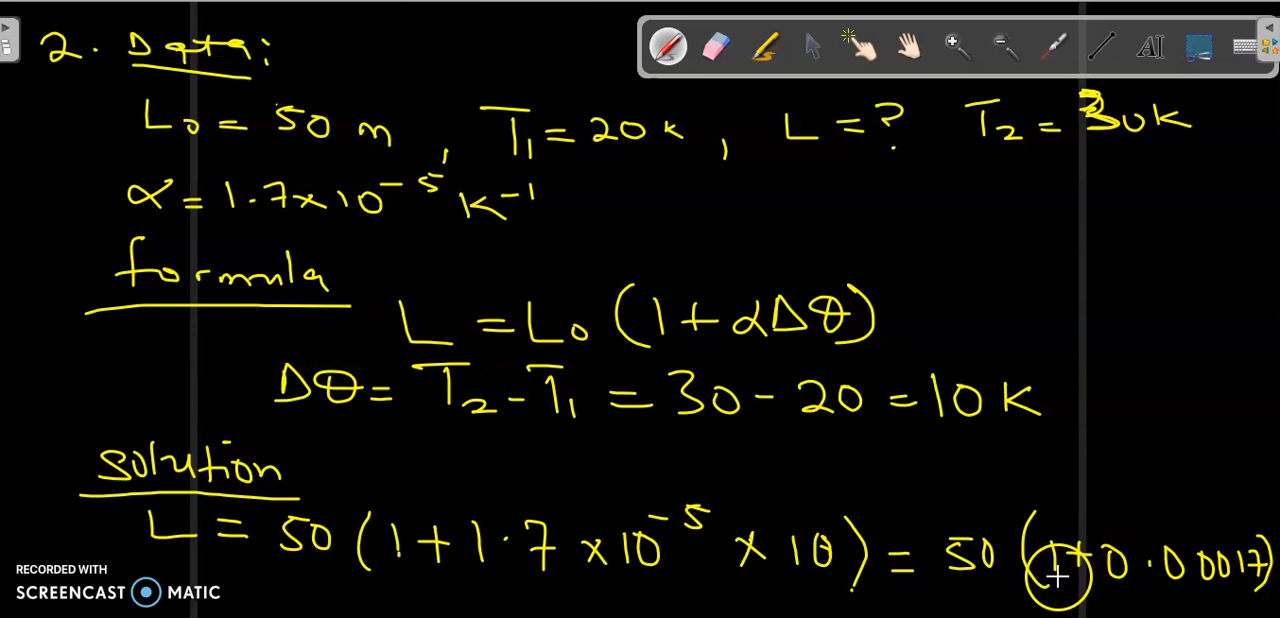 2. Data:
L₀ = 50 m, T₁ = 20 K, L = ? T₂ = 30K
α = 1.7×10⁻⁵ K⁻¹
formula
L = L₀ (1 + αΔθ)
Δθ = T₂ - T₁ = 30 - 20 = 10 K
solution
L = 50 (1 + 1.7 × 10⁻⁵ × 10) = 50 (1 + 0.00017)
RECORDED WITH
SCREENCAST MATIC